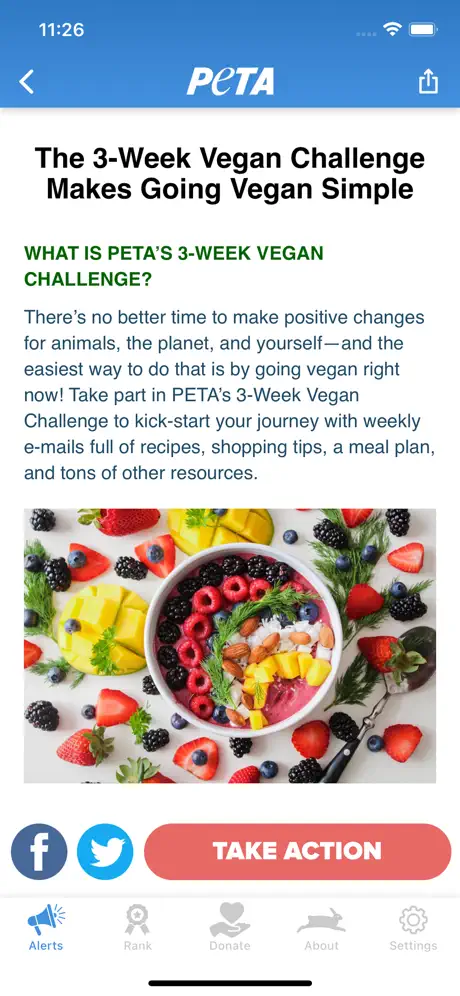 11:26
PETA
The 3-Week Vegan Challenge
Makes Going Vegan Simple
WHAT IS PETA’S 3-WEEK VEGAN
CHALLENGE?
There’s no better time to make positive changes
for animals, the planet, and yourself—and the
easiest way to do that is by going vegan right
now! Take part in PETA’s 3-Week Vegan
Challenge to kick-start your journey with weekly
e-mails full of recipes, shopping tips, a meal plan,
and tons of other resources.
f
TAKE ACTION
Alerts
Rank
Donate
About
Settings